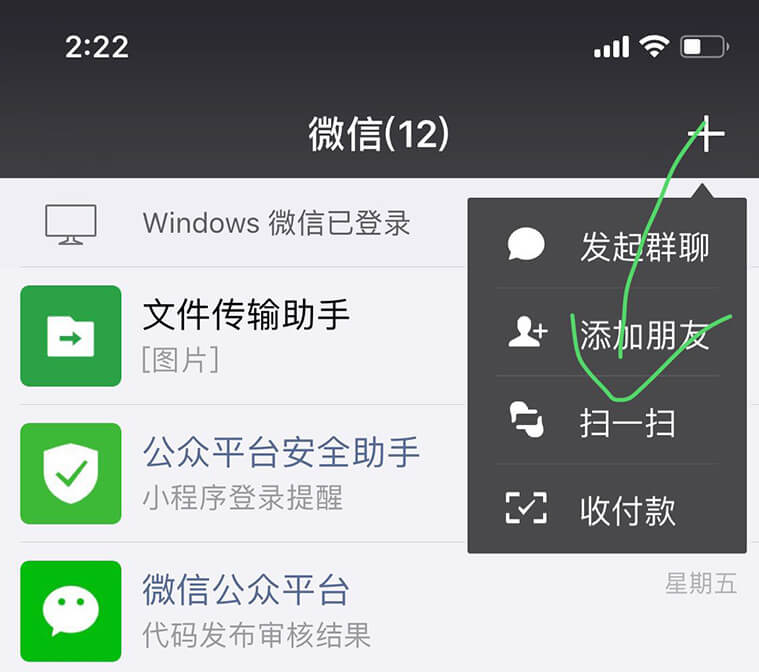 2:22
微信(12)
Windows 微信已登录
发起群聊
添加朋友
扫一扫
收付款
文件传输助手
[图片]
公众平台安全助手
小程序登录提醒
微信公众平台
星期五
代码发布审核结果